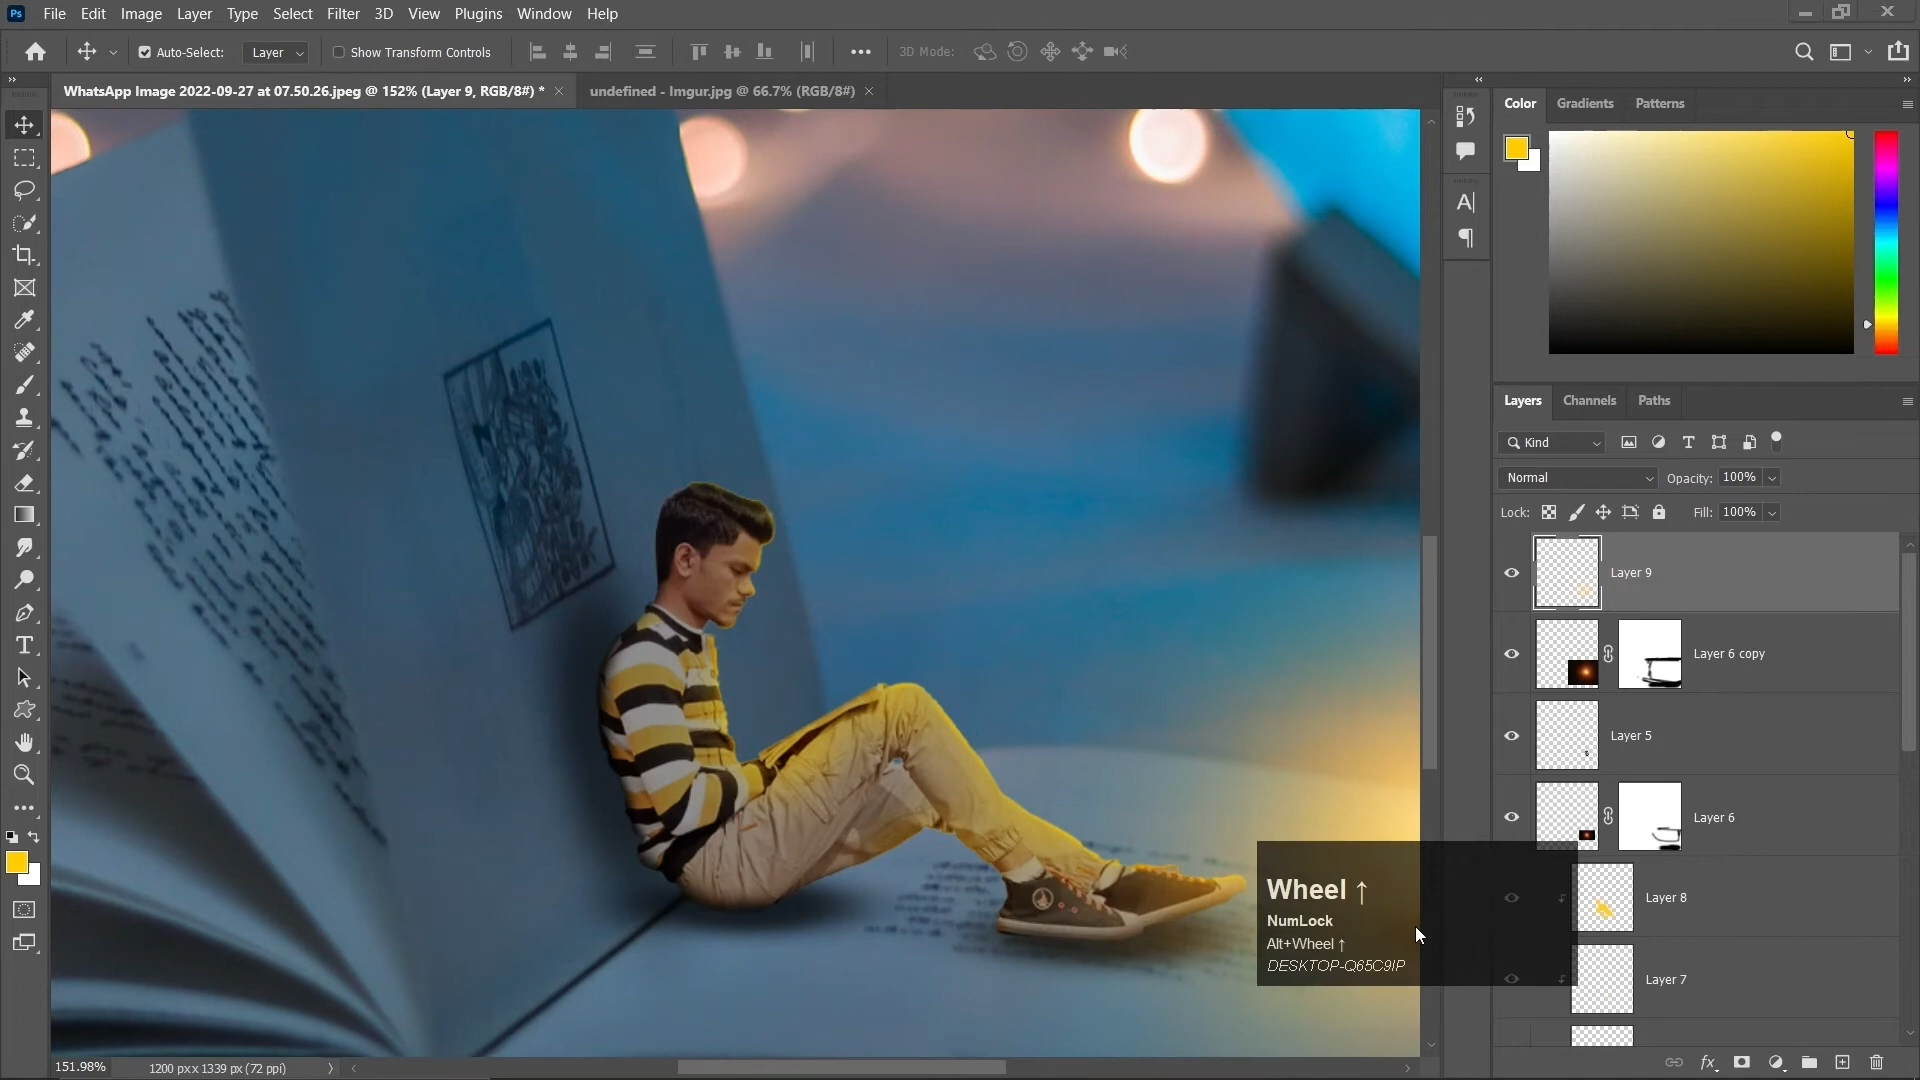 Ps File Edit Image Layer Type Select Filter 3D View Plugins Window Help
Auto-Select: Layer Show Transform Controls 3D Mode:
WhatsApp Image 2022-09-27 at 07.50.26.jpeg @ 152% (Layer 9, RGB/8#) *
undefined - Imgur.jpg @ 66.7% (RGB/8#)
Color Gradients Patterns
Layers Channels Paths
Kind
Normal Opacity: 100%
Lock: Fill: 100%
Layer 9
Layer 6 copy
Layer 5
Layer 6
Layer 8
Layer 7
Wheel ↑
NumLock
Alt+Wheel ↑
DESKTOP-Q65C9IP
151.98% 1200 px x 1339 px (72 ppi)